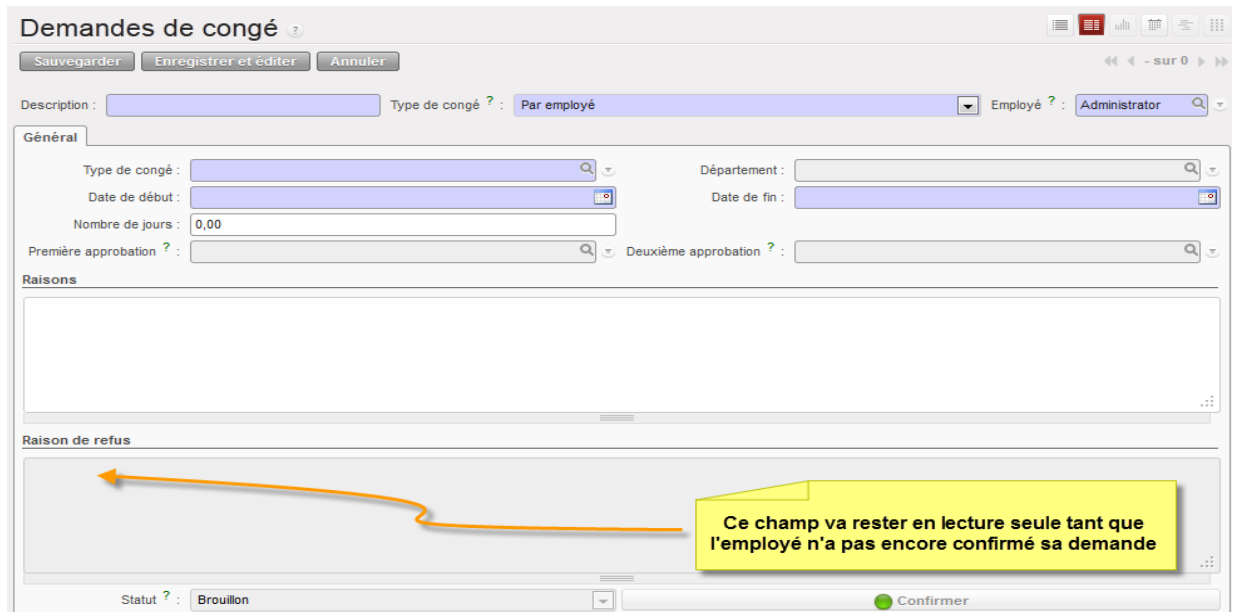 Demandes de congé ?
Sauvegarder Enregistrer et éditer Annuler - sur 0
Description : Type de congé ? : Par employé Employé ? : Administrator
Général
Type de congé : Département :
Date de début : Date de fin :
Nombre de jours : 0,00
Première approbation ? : Deuxième approbation ? :
Raisons
Raison de refus
Ce champ va rester en lecture seule tant que
l'employé n'a pas encore confirmé sa demande
Statut ? : Brouillon Confirmer